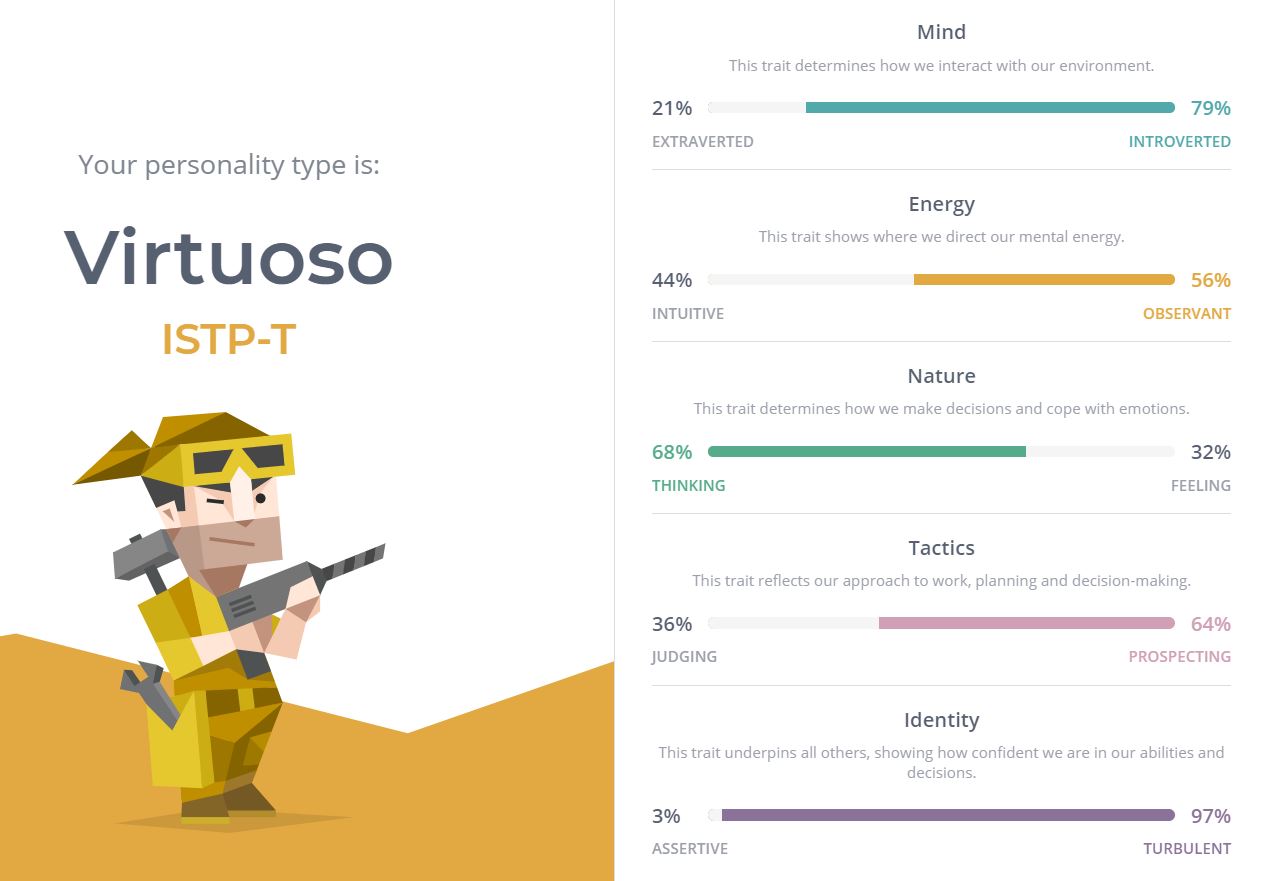 Your personality type is:
Virtuoso
ISTP-T
Mind
This trait determines how we interact with our environment.
21% 79%
EXTRAVERTED INTROVERTED
Energy
This trait shows where we direct our mental energy.
44% 56%
INTUITIVE OBSERVANT
Nature
This trait determines how we make decisions and cope with emotions.
68% 32%
THINKING FEELING
Tactics
This trait reflects our approach to work, planning and decision-making.
36% 64%
JUDGING PROSPECTING
Identity
This trait underpins all others, showing how confident we are in our abilities and
decisions.
3% 97%
ASSERTIVE TURBULENT